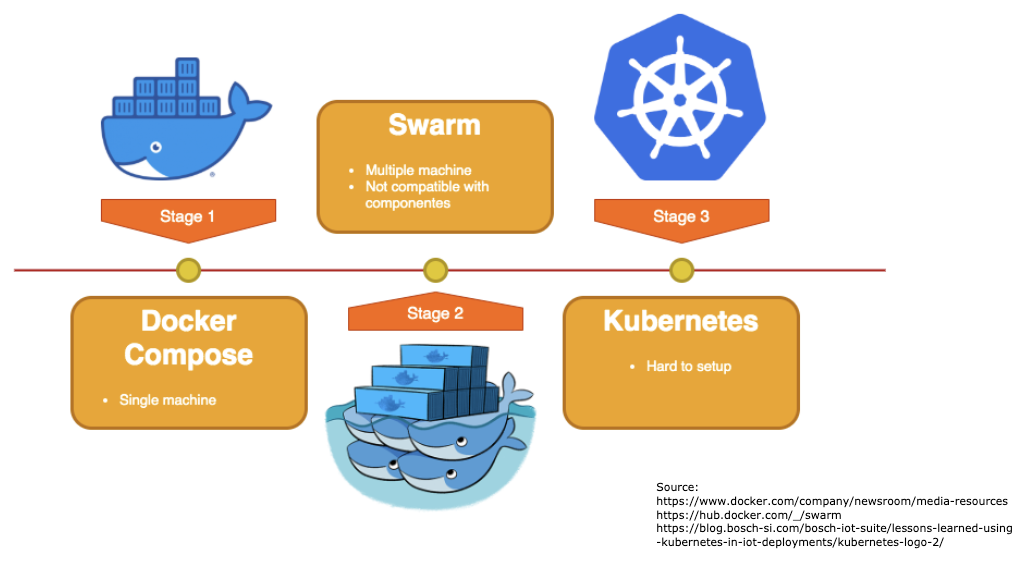 Stage 1
Docker
Compose
• Single machine
Swarm
• Multiple machine
• Not compatible with
componentes
Stage 2
Stage 3
Kubernetes
• Hard to setup
Source:
https://www.docker.com/company/newsroom/media-resources
https://hub.docker.com/_/swarm
https://blog.bosch-si.com/bosch-iot-suite/lessons-learned-using
-kubernetes-in-iot-deployments/kubernetes-logo-2/